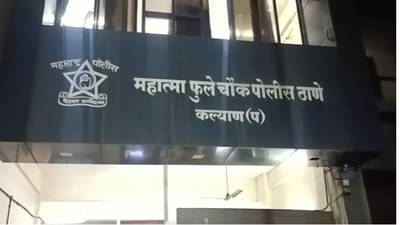 महाराष्ट्र पोलीस
महात्मा फुले चौक पोलीस ठाणे
कल्याण (प)